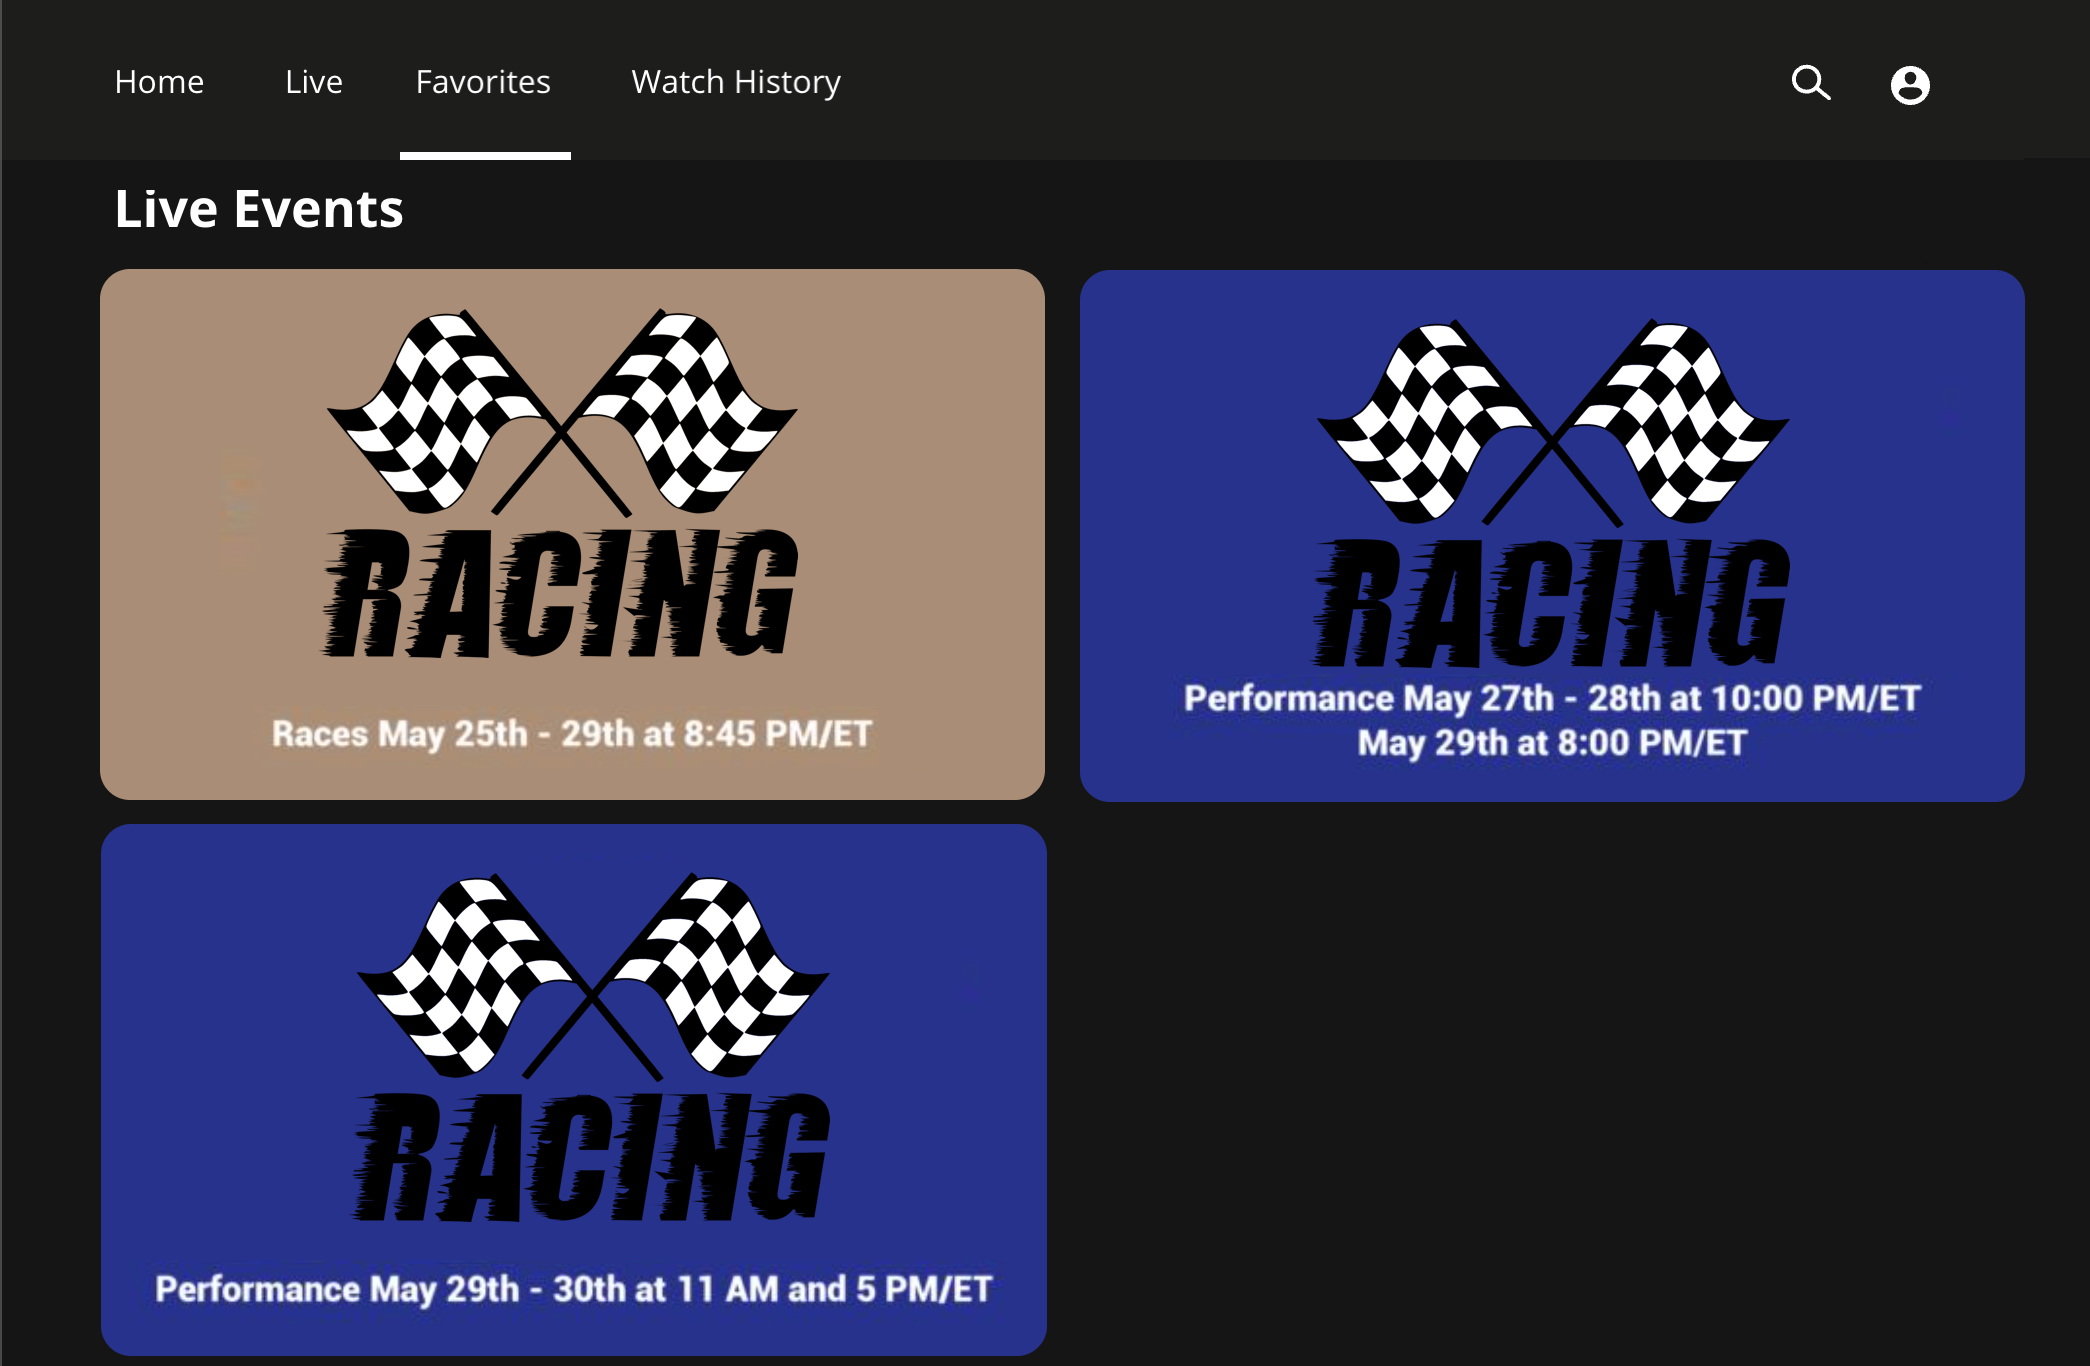 Home Live Favorites Watch History
Live Events
RACING
Races May 25th - 29th at 8:45 PM/ET
RACING
Performance May 27th - 28th at 10:00 PM/ET
May 29th at 8:00 PM/ET
RACING
Performance May 29th - 30th at 11 AM and 5 PM/ET